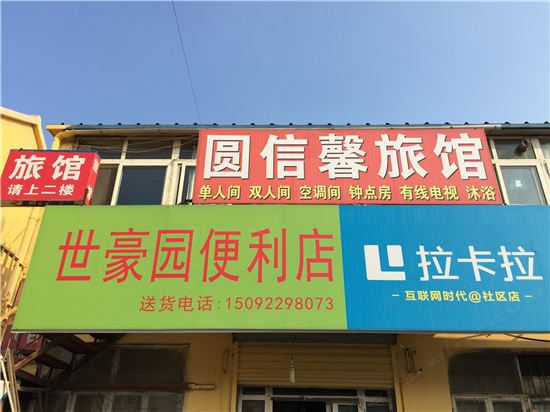 旅馆
请上二楼
圆信馨旅馆
单人间 双人间 空调间 钟点房 有线电视 沐浴
世豪园便利店
送货电话:15092298073
拉卡拉
-互联网时代@社区店-